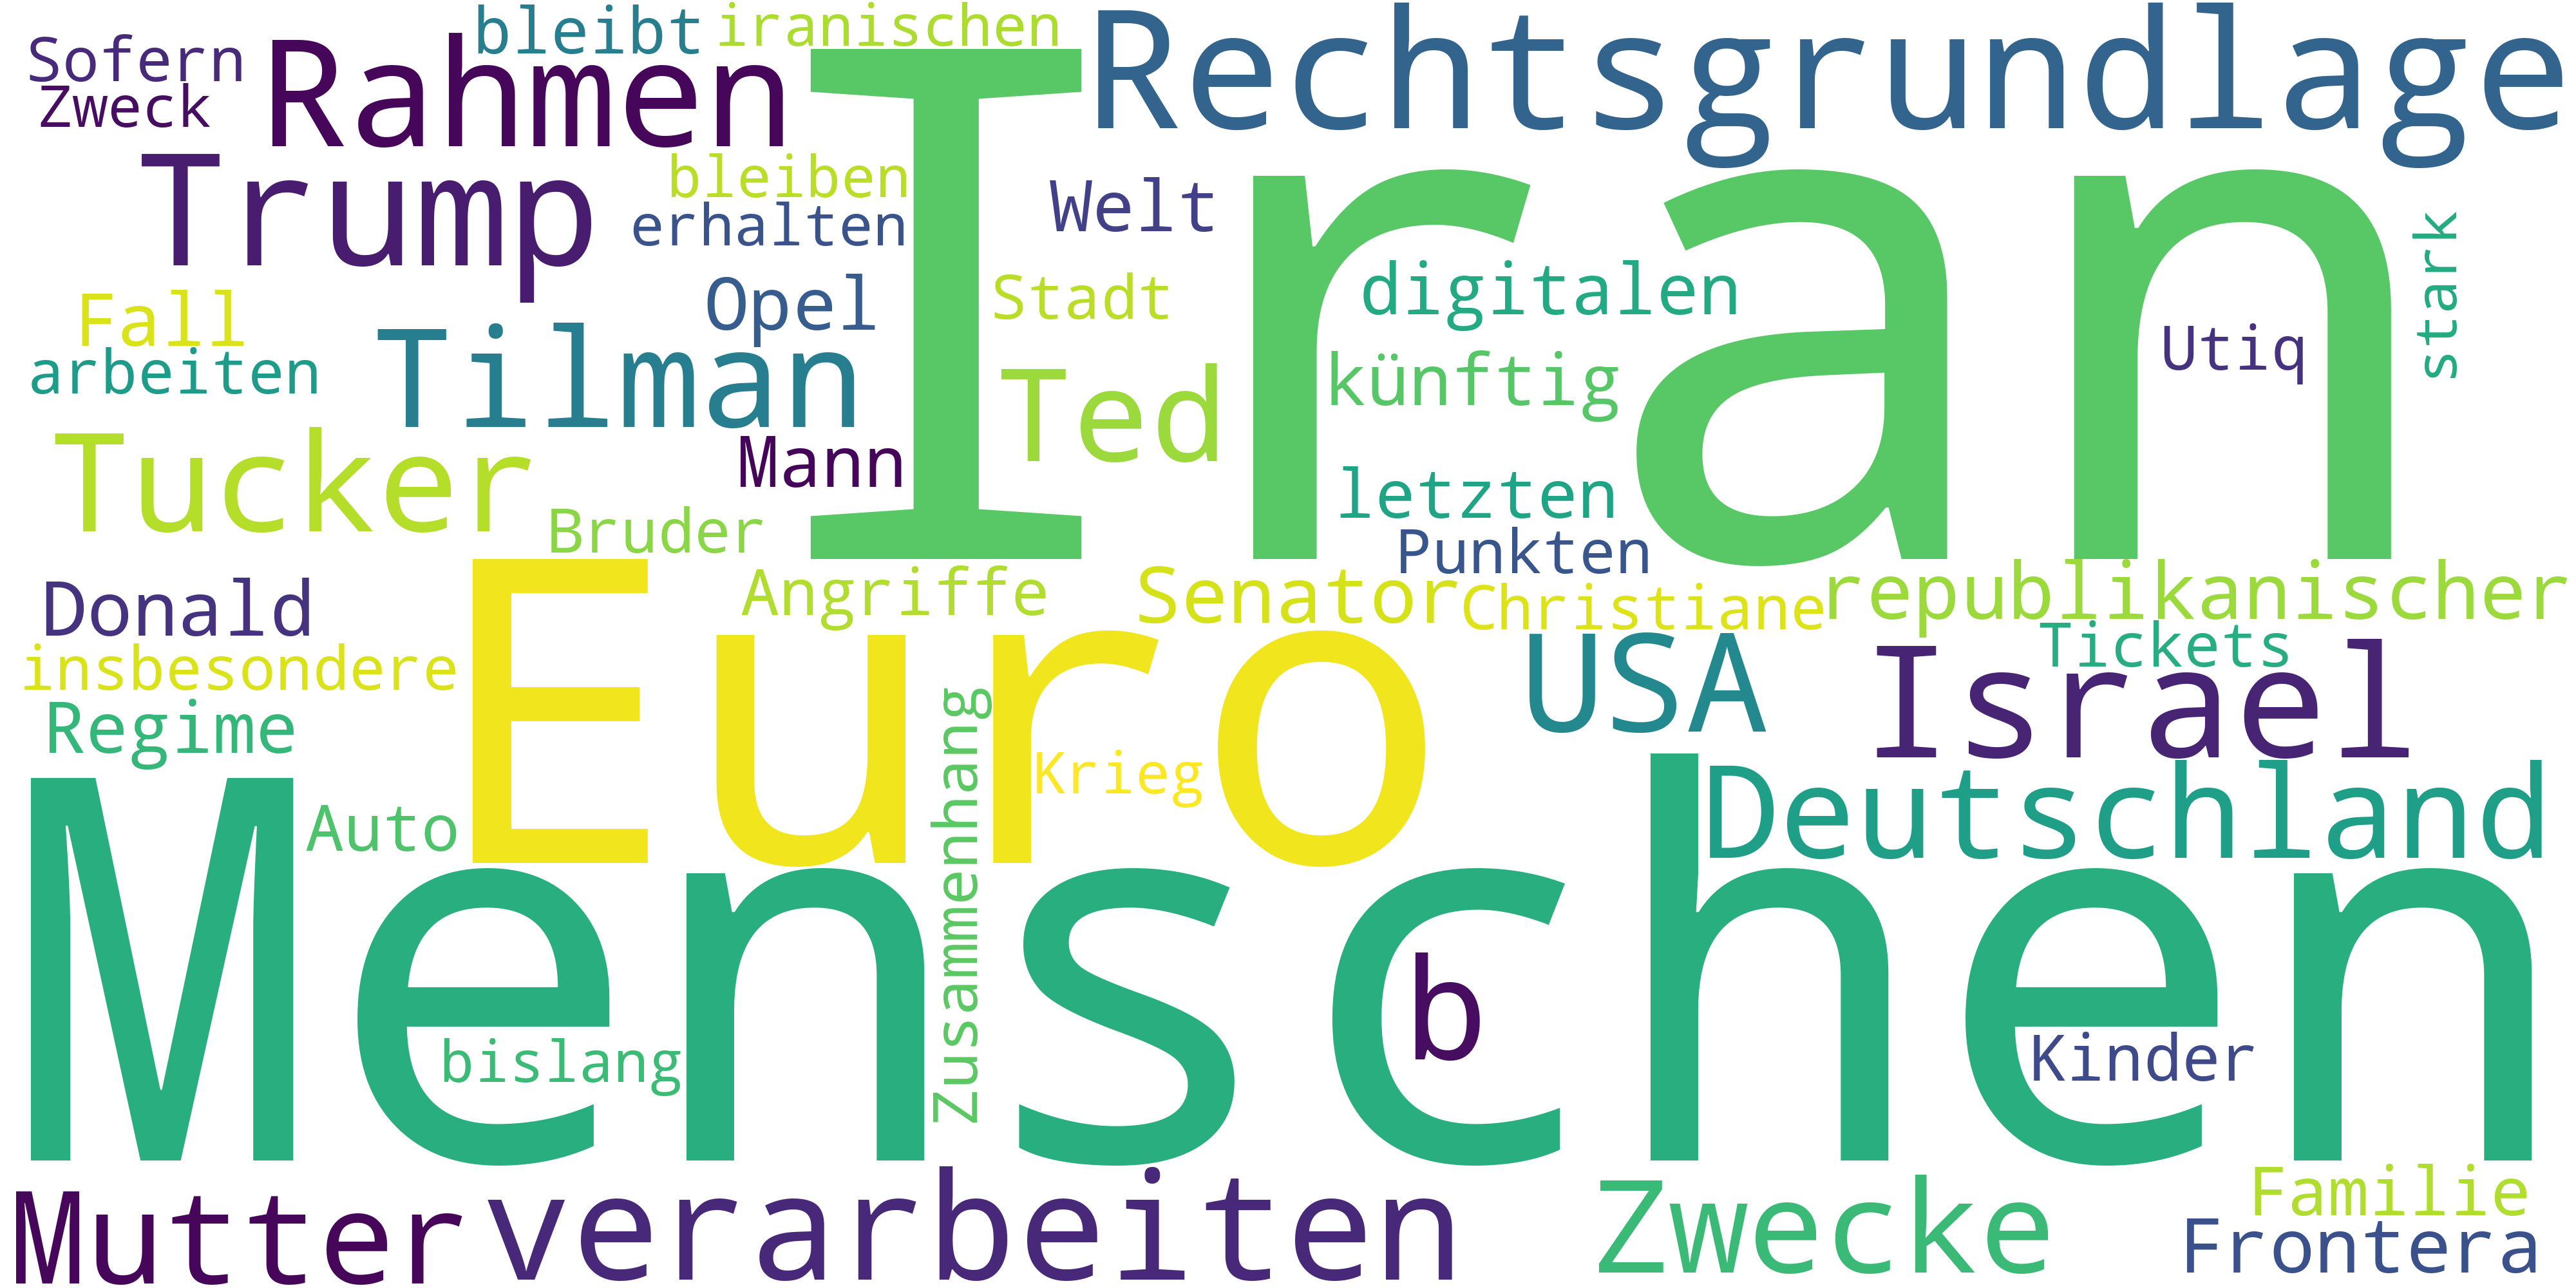 bleibt
iranischen
Rechtsgrundlage
Sofern
Rahmen
Zweck
Iran
Trump
bleiben
Welt
erhalten
stark
digitalen
Opel
Stadt
Fall
Utiq
arbeiten
Tilman
Ted
künftig
Tucker
Mann
letzten
Bruder
Punkten
Donald
Angriffe
Senator
Christiane
republikanischer
insbesondere
Euro
USA
Tickets
Israel
Regime
Zusammenhang
Krieg
Auto
Deutschland
Menschen
b
bislang
Kinder
Mutter
verarbeiten
Zwecke
Familie
Frontera